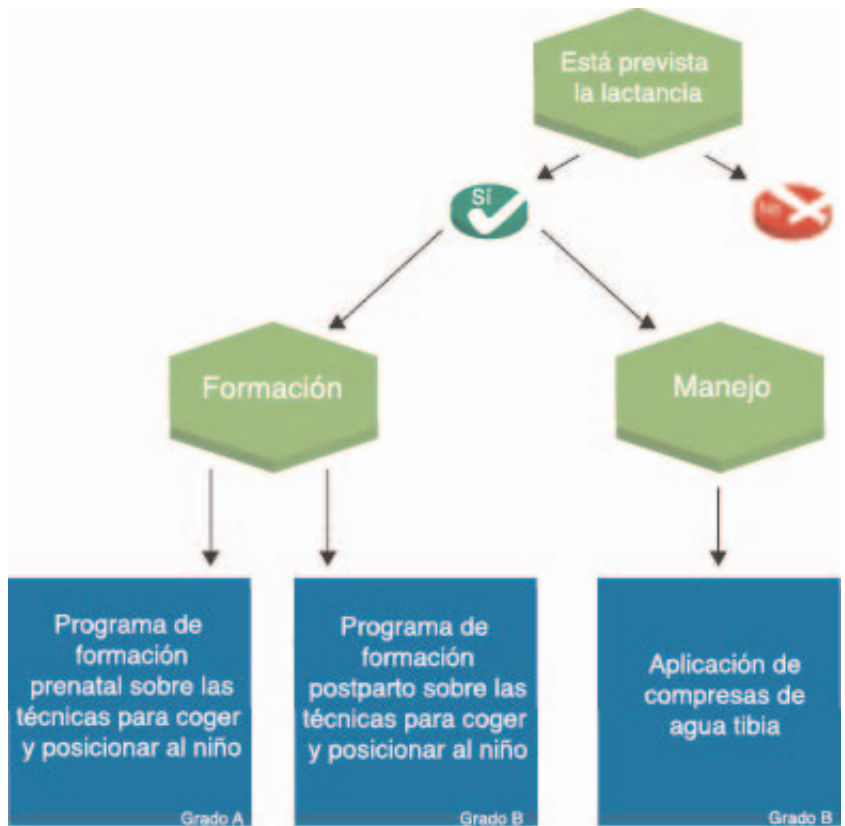 Está prevista
la lactancia
Sí
No
Formación
Manejo
Programa de
formación
prenatal sobre las
técnicas para coger
y posicionar al niño
Grado A
Programa de
formación
postparto sobre las
técnicas para coger
y posicionar al niño
Grado B
Aplicación de
compresas de
agua tibia
Grado B